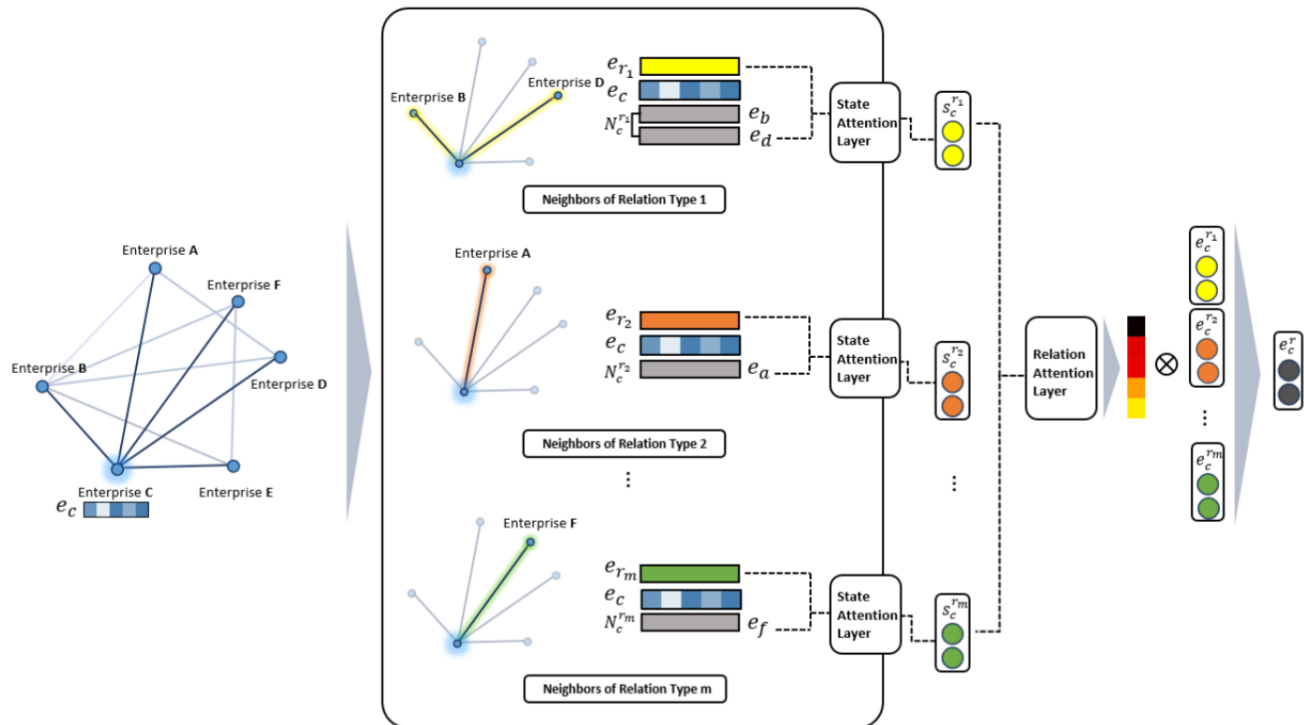 Enterprise A
Enterprise F
Enterprise B
Enterprise D
Enterprise C
Enterprise E
e_c
Enterprise B
Enterprise D
e_{r_1}
e_c
N_c^{r_1}
e_b
e_d
State
Attention
Layer
s_c^{r_1}
Neighbors of Relation Type 1
Enterprise A
e_{r_2}
e_c
N_c^{r_2}
e_a
State
Attention
Layer
s_c^{r_2}
Neighbors of Relation Type 2
⋮
⋮
Enterprise F
e_{r_m}
e_c
N_c^{r_m}
e_f
State
Attention
Layer
s_c^{r_m}
Neighbors of Relation Type m
Relation
Attention
Layer
⊗
e_c^{r_1}
e_c^{r_2}
⋮
e_c^{r_m}
e_c^r